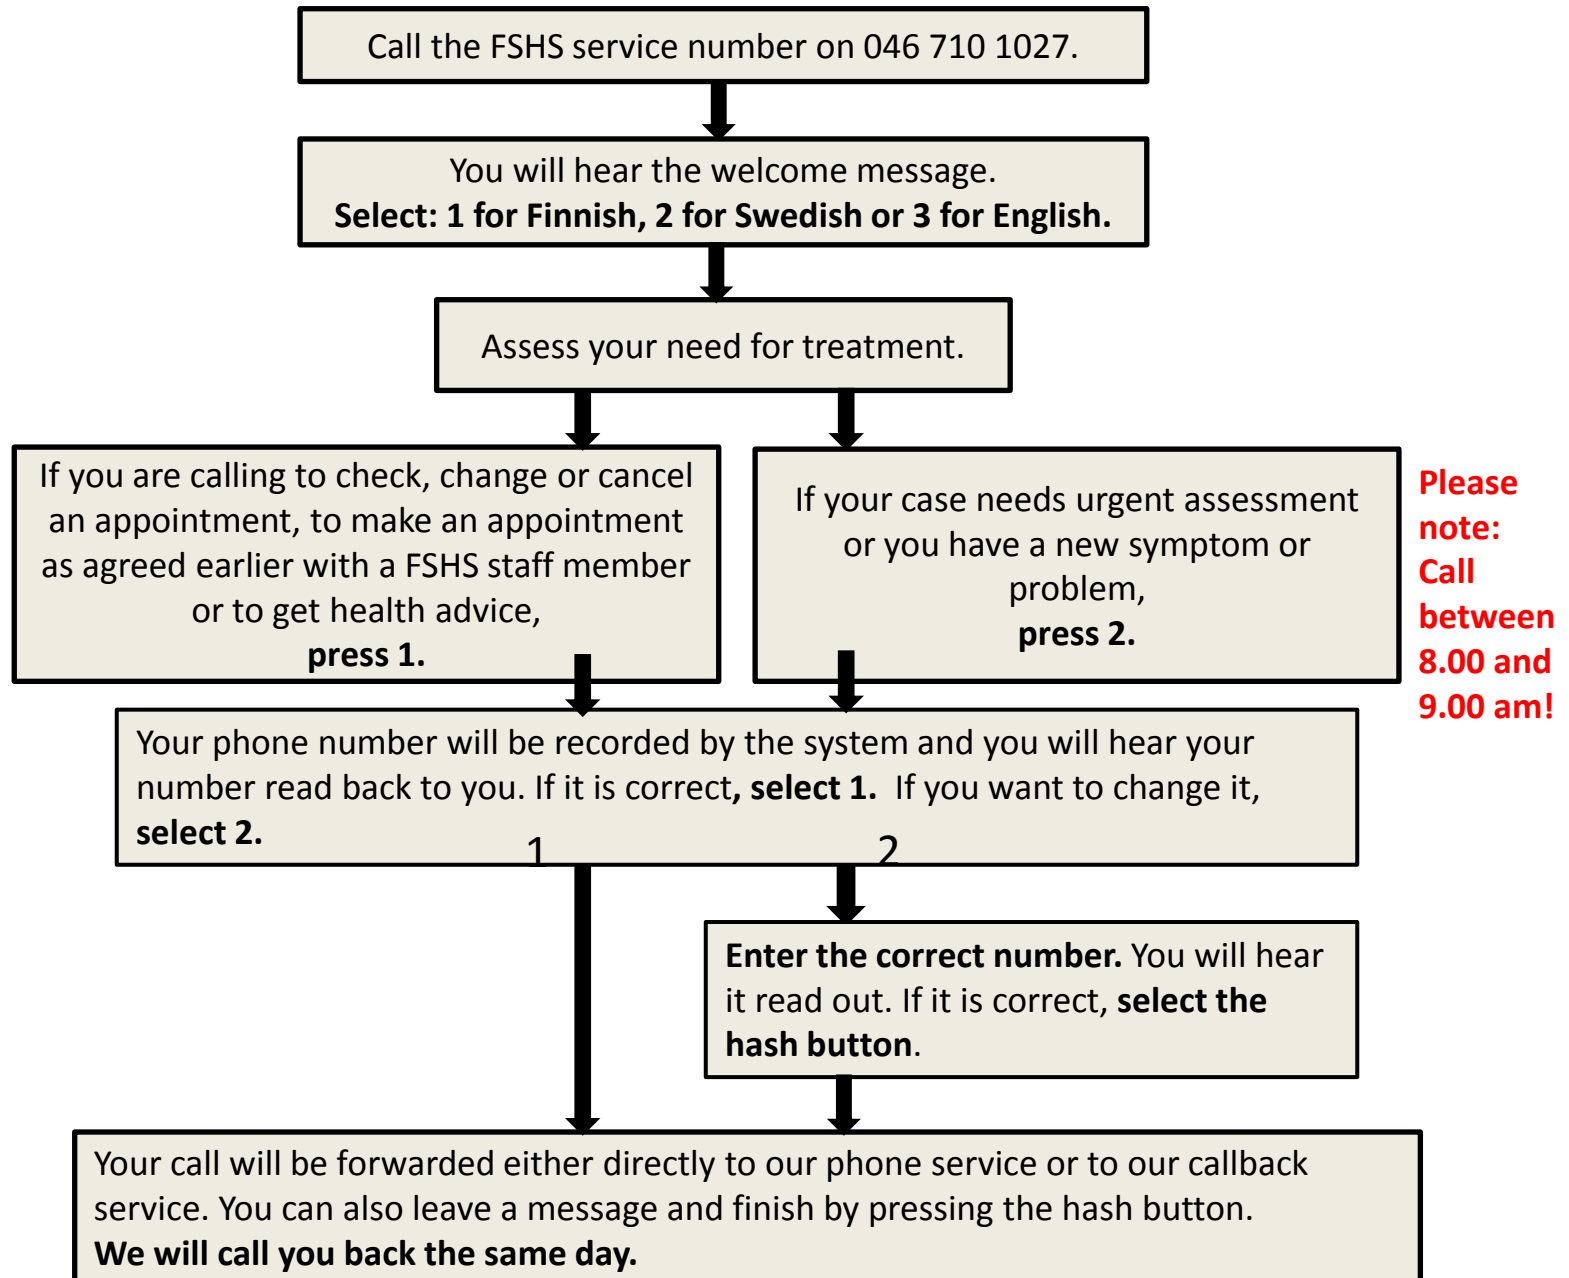 Call the FSHS service number on 046 710 1027.
You will hear the welcome message.
Select: 1 for Finnish, 2 for Swedish or 3 for English.
Assess your need for treatment.
If you are calling to check, change or cancel
an appointment, to make an appointment
as agreed earlier with a FSHS staff member
or to get health advice,
press 1.
If your case needs urgent assessment
or you have a new symptom or
problem,
press 2.
Please
note:
Call
between
8.00 and
9.00 am!
Your phone number will be recorded by the system and you will hear your
number read back to you. If it is correct, select 1. If you want to change it,
select 2.
1
2
Enter the correct number. You will hear
it read out. If it is correct, select the
hash button.
Your call will be forwarded either directly to our phone service or to our callback
service. You can also leave a message and finish by pressing the hash button.
We will call you back the same day.